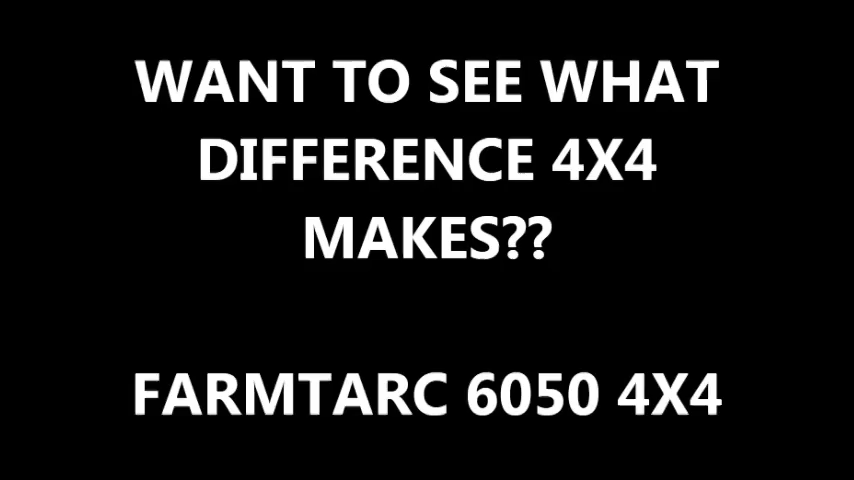 WANT TO SEE WHAT
DIFFERENCE 4X4
MAKES??
FARMTARC 6050 4X4